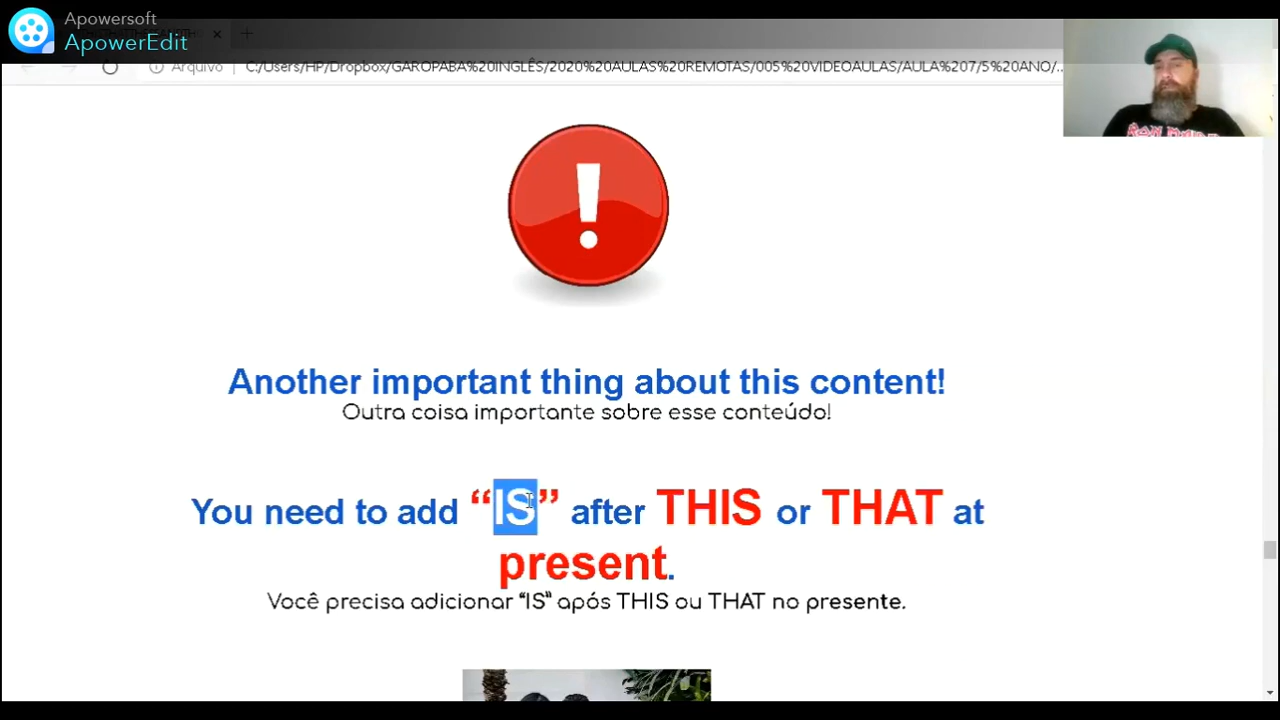 Apowersoft
ApowerEdit
Arquivo C:/Users/HP/Dropbox/GAROPABA%20INGLÊS/2020%20AULAS%20REMOTAS/005%20VIDEOAULAS/AULA%207/5%20ANO/...
!
Another important thing about this content!
Outra coisa importante sobre esse conteúdo!
You need to add “IS” after THIS or THAT at
present.
Você precisa adicionar “IS” após THIS ou THAT no presente.